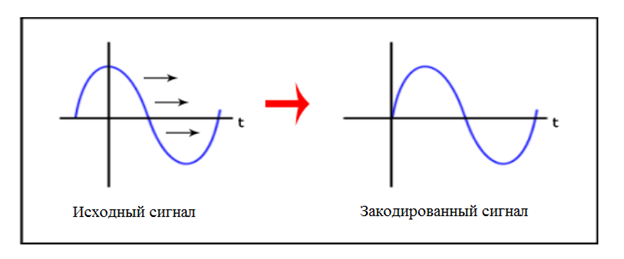 t
t
Исходный сигнал
Закодированный сигнал